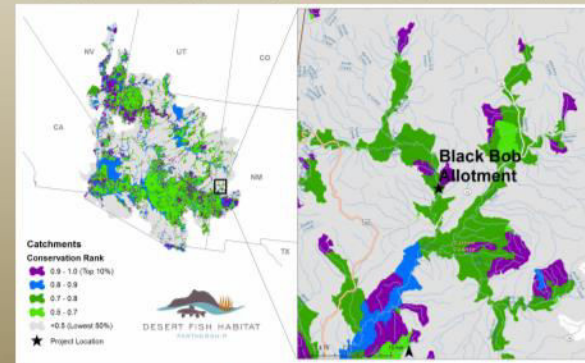 NV
UT
CO
CA
NM
TX
Catchments
Conservation Rank
0.9 - 1.0 (Top 10%)
0.8 - 0.9
0.7 - 0.8
0.5 - 0.7
<0.5 (Lowest 50%)
Project Location
DESERT FISH HABITAT
PARTNERSHIP
Black Bob
Allotment